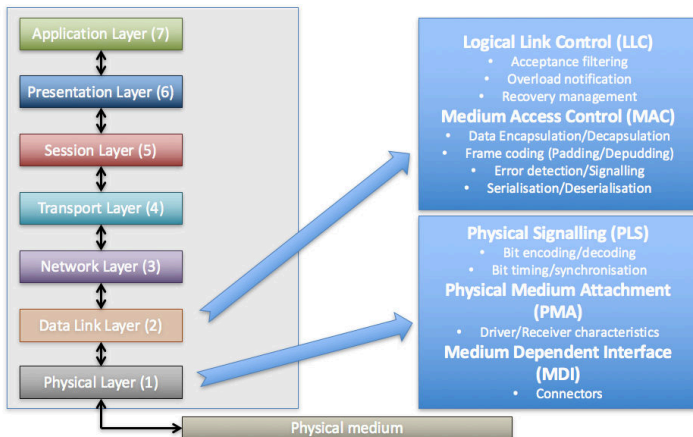 Application Layer (7)
Presentation Layer (6)
Session Layer (5)
Transport Layer (4)
Network Layer (3)
Data Link Layer (2)
Physical Layer (1)
Physical medium
Logical Link Control (LLC)
• Acceptance filtering
• Overload notification
• Recovery management
Medium Access Control (MAC)
• Data Encapsulation/Decapsulation
• Frame coding (Padding/Depudding)
• Error detection/Signalling
• Serialisation/Deserialisation
Physical Signalling (PLS)
• Bit encoding/decoding
• Bit timing/synchronisation
Physical Medium Attachment
(PMA)
• Driver/Receiver characteristics
Medium Dependent Interface
(MDI)
• Connectors